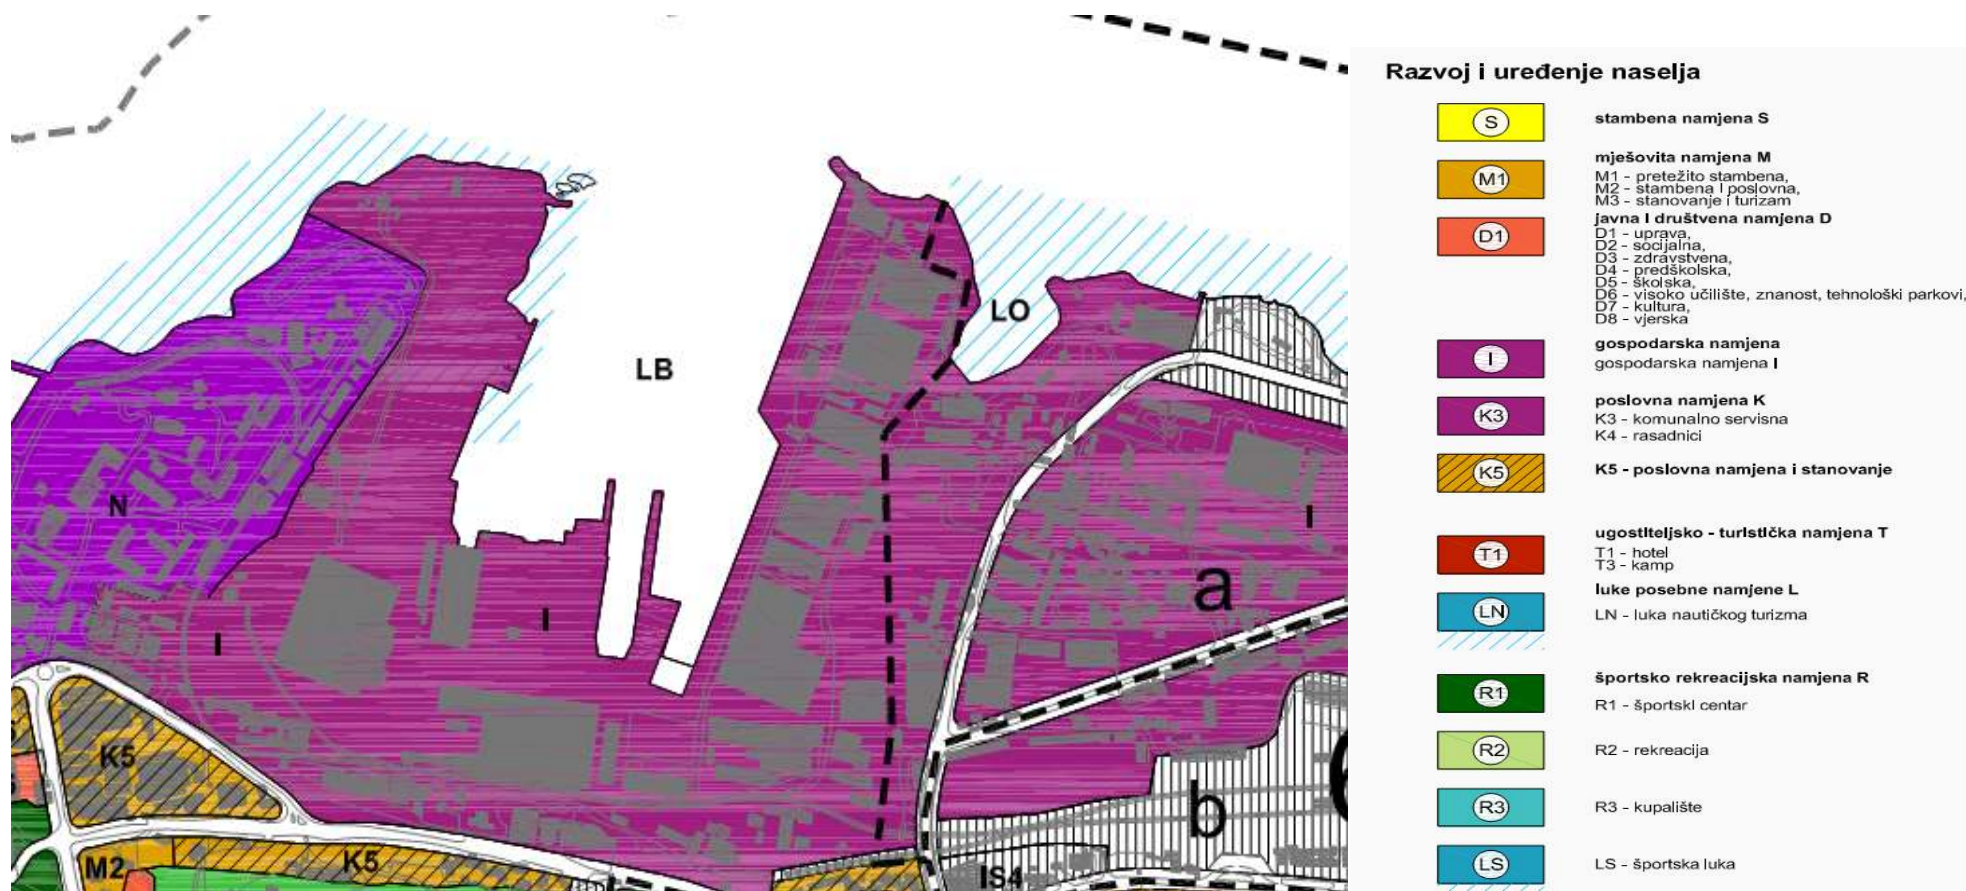 LB
LO
N
I
I
I
a
b
6
K5
K5
M2
IS4
Razvoj i uređenje naselja
S
stambena namjena S
M1
mješovita namjena M
M1 - pretežito stambena,
M2 - stambena I poslovna,
M3 - stanovanje i turizam
D1
javna I društvena namjena D
D1 - uprava,
D2 - socijalna,
D3 - zdravstvena,
D4 - predškolska,
D5 - školska,
D6 - visoko učilište, znanost, tehnološki parkovi,
D7 - kultura,
D8 - vjerska
I
gospodarska namjena
gospodarska namjena I
K3
poslovna namjena K
K3 - komunalno servisna
K4 - rasadnici
K5
K5 - poslovna namjena i stanovanje
T1
ugostiteljsko - turistička namjena T
T1 - hotel
T3 - kamp
LN
luke posebne namjene L
LN - luka nautičkog turizma
R1
športsko rekreacijska namjena R
R1 - športski centar
R2
R2 - rekreacija
R3
R3 - kupalište
LS
LS - športska luka